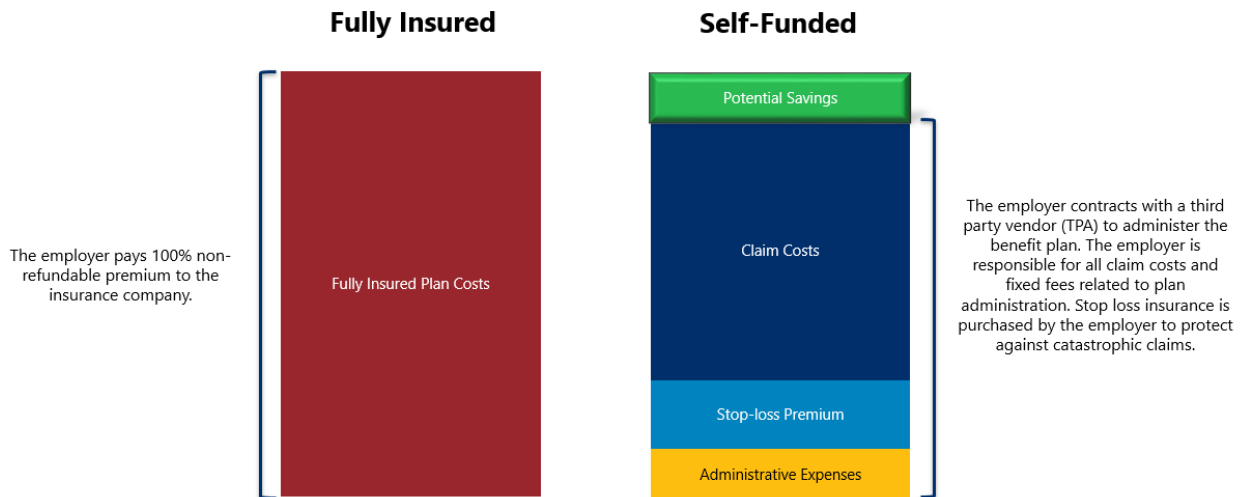 Fully Insured
Self-Funded
The employer pays 100% non-
refundable premium to the
insurance company.
Fully Insured Plan Costs
Potential Savings
Claim Costs
Stop-loss Premium
Administrative Expenses
The employer contracts with a third
party vendor (TPA) to administer the
benefit plan. The employer is
responsible for all claim costs and
fixed fees related to plan
administration. Stop loss insurance is
purchased by the employer to protect
against catastrophic claims.